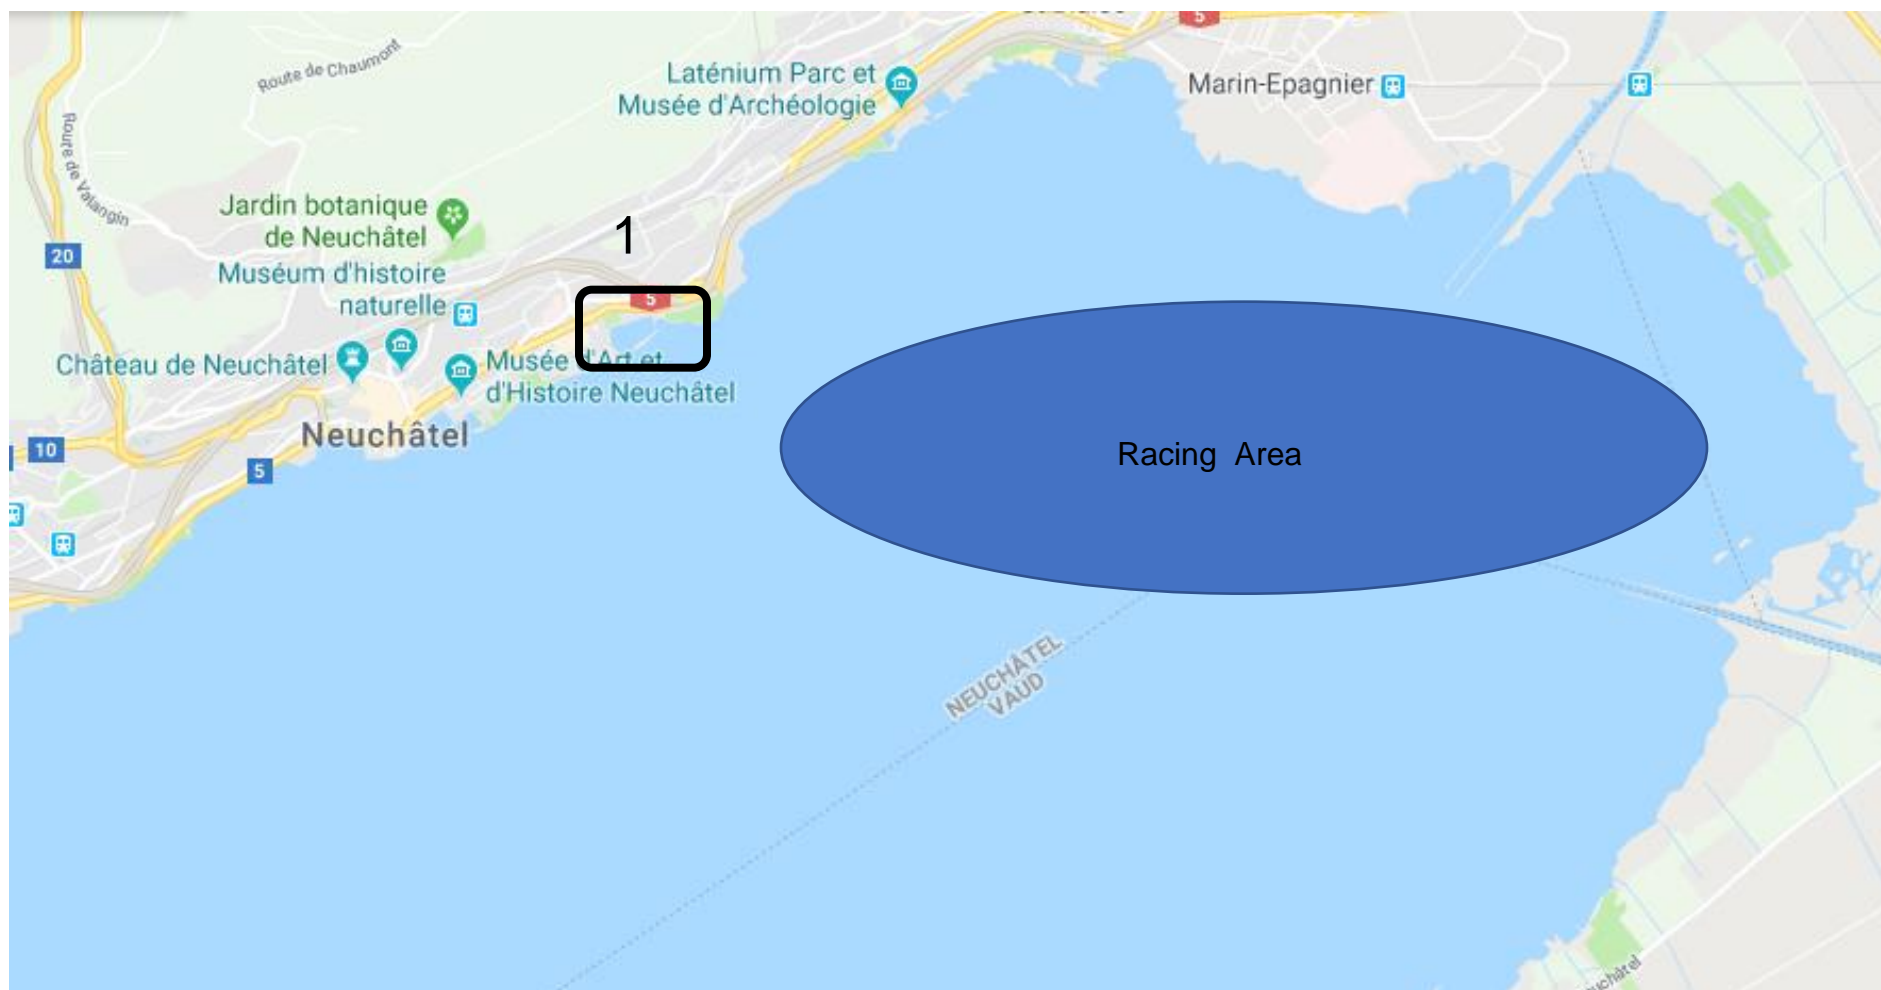 5
Route de Chaumont
Laténium Parc et
Musée d'Archéologie
Marin-Epagnier
Route de Valangin
Jardin botanique
de Neuchâtel
1
20
Muséum d'histoire
naturelle
5
Château de Neuchâtel
Musée d'Art et
d'Histoire Neuchâtel
Neuchâtel
10
5
Racing Area
NEUCHÂTEL
VAUD